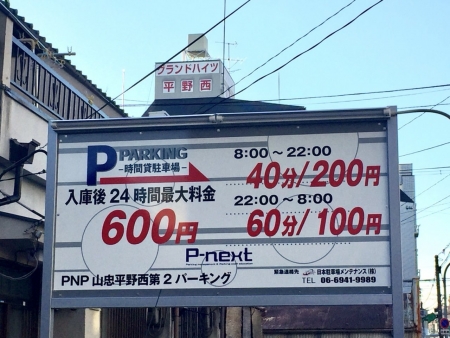 グランドハイツ
平野西
P PARKING
-時間貸駐車場-
8:00～22:00
40分/200円
入庫後24時間最大料金
600円
22:00～8:00
60分/100円
P-next
PNP 山忠平野西第2パーキング
緊急連絡先 日本駐車場メンテナンス(株)
TEL 06-6941-9989